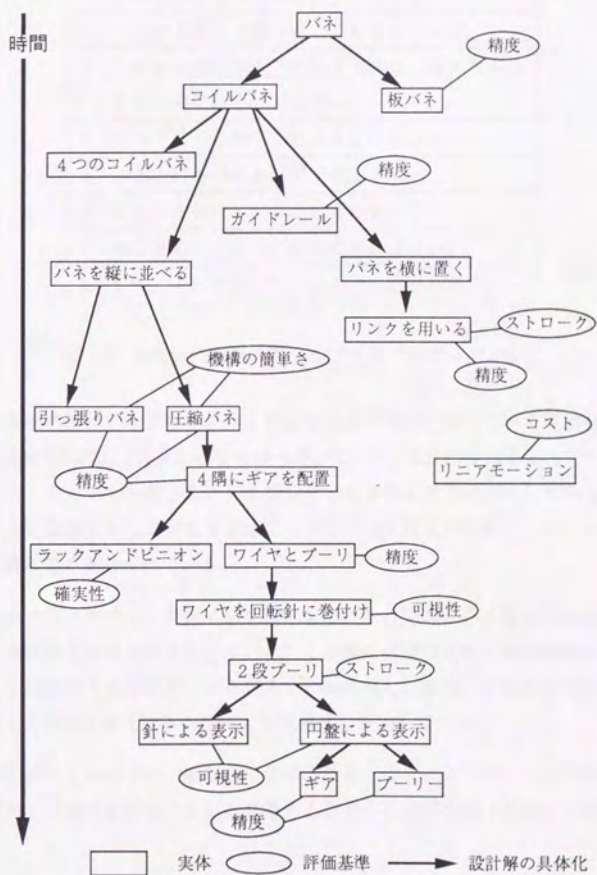 時間
バネ
精度
コイルバネ
板バネ
4つのコイルバネ
精度
ガイドレール
バネを縦に並べる
バネを横に置く
リンクを用いる
ストローク
機構の簡単さ
精度
引っ張りバネ
圧縮バネ
コスト
精度
4隅にギアを配置
リニアモーション
ラックアンドピニオン
ワイヤとプーリ
精度
確実性
ワイヤを回転針に巻付け
可視性
2段プーリ
ストローク
針による表示
円盤による表示
可視性
ギア
プーリー
精度
実体
評価基準
設計解の具体化